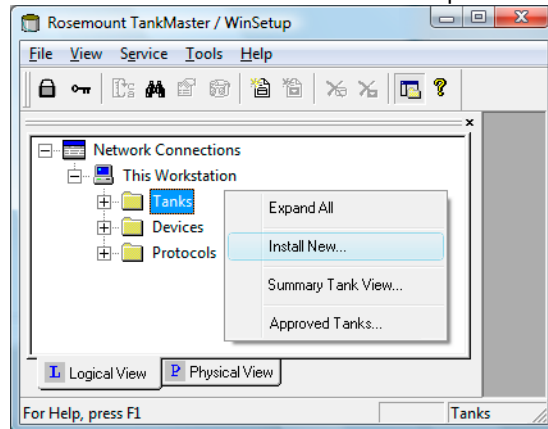 Rosemount TankMaster / WinSetup
File View Service Tools Help
Network Connections
This Workstation
Tanks
Devices
Protocols
Expand All
Install New...
Summary Tank View...
Approved Tanks...
L Logical View P Physical View
For Help, press F1 Tanks